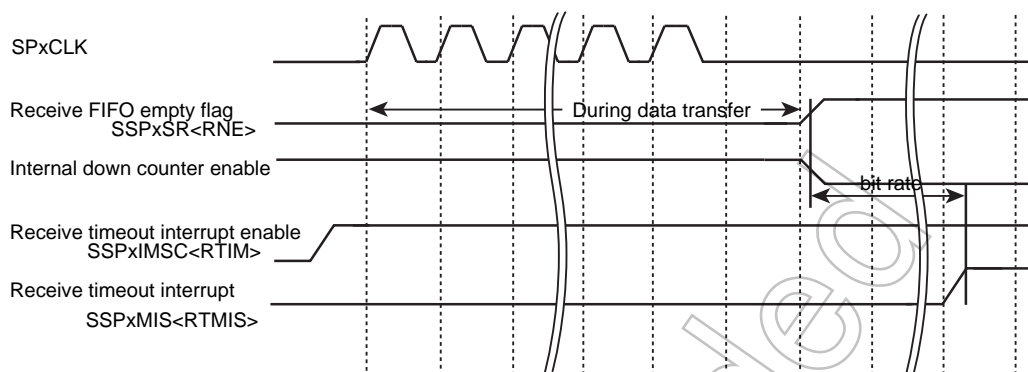 SPxCLK
Receive FIFO empty flag
SSPxSR<RNE>
During data transfer
Internal down counter enable
bit rate
Receive timeout interrupt enable
SSPxIMSC<RTIM>
Receive timeout interrupt
SSPxMIS<RTMIS>
ded